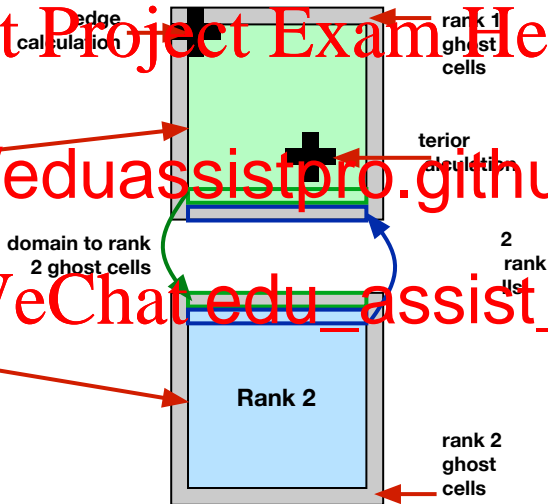 edge
calculation
rank 1
ghost
cells
t Project Exam He
terior
alculation
eduassistpro.githu
domain to rank
2 ghost cells
2
rank
lls
WeChat edu_assist_
Rank 2
rank 2
ghost
cells